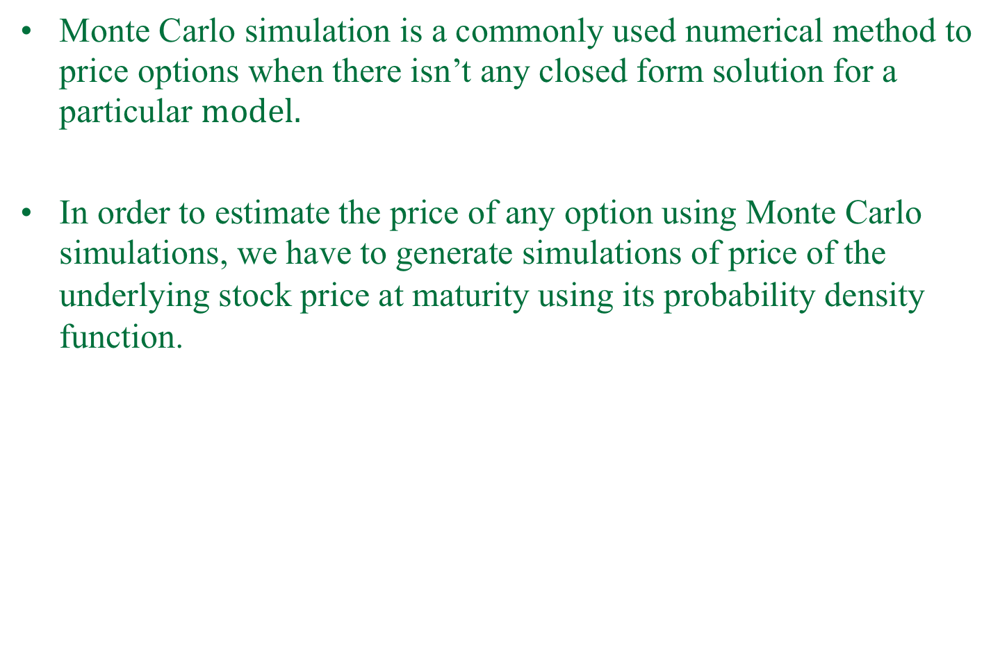 • Monte Carlo simulation is a commonly used numerical method to
price options when there isn’t any closed form solution for a
particular model.
• In order to estimate the price of any option using Monte Carlo
simulations, we have to generate simulations of price of the
underlying stock price at maturity using its probability density
function.